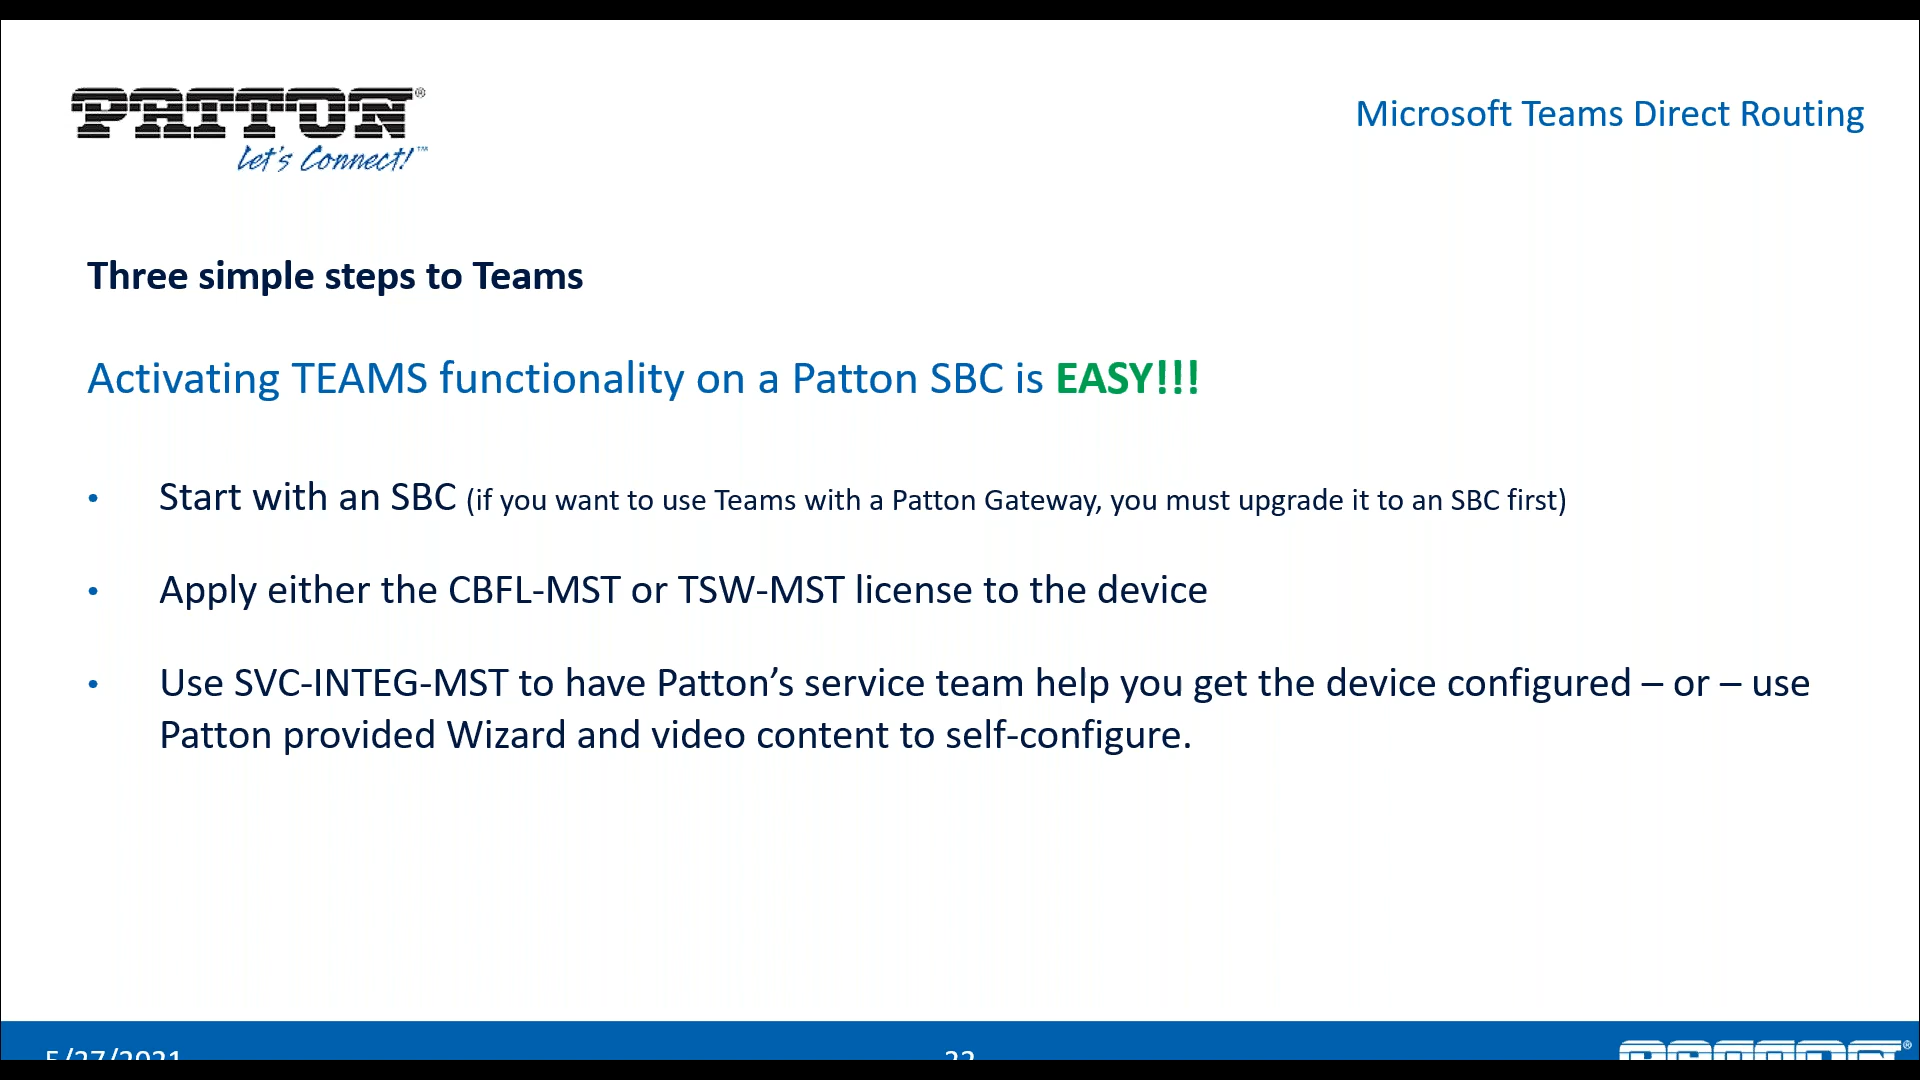 PATTON®
Let's Connect!™
Microsoft Teams Direct Routing
Three simple steps to Teams
Activating TEAMS functionality on a Patton SBC is EASY!!!
• Start with an SBC (if you want to use Teams with a Patton Gateway, you must upgrade it to an SBC first)
• Apply either the CBFL-MST or TSW-MST license to the device
• Use SVC-INTEG-MST to have Patton’s service team help you get the device configured – or – use
Patton provided Wizard and video content to self-configure.
5/27/2021
PATTON®